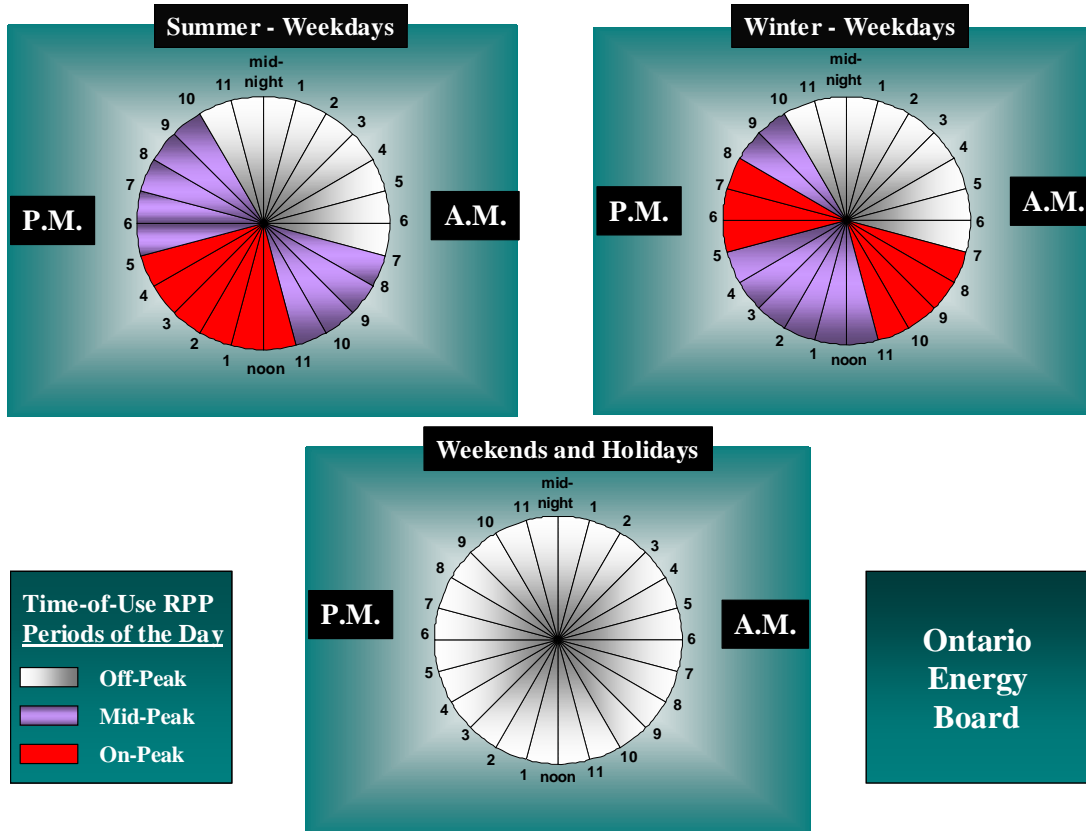 Summer - Weekdays
mid-
night
1
2
3
4
5
6
7
8
9
10
11
noon
1
2
3
4
5
6
7
8
9
10
11
P.M.
A.M.
Winter - Weekdays
mid-
night
1
2
3
4
5
6
7
8
9
10
11
noon
1
2
3
4
5
6
7
8
9
10
11
P.M.
A.M.
Weekends and Holidays
mid-
night
1
2
3
4
5
6
7
8
9
10
11
noon
1
2
3
4
5
6
7
8
9
10
11
P.M.
A.M.
Time-of-Use RPP
Periods of the Day
Off-Peak
Mid-Peak
On-Peak
Ontario
Energy
Board